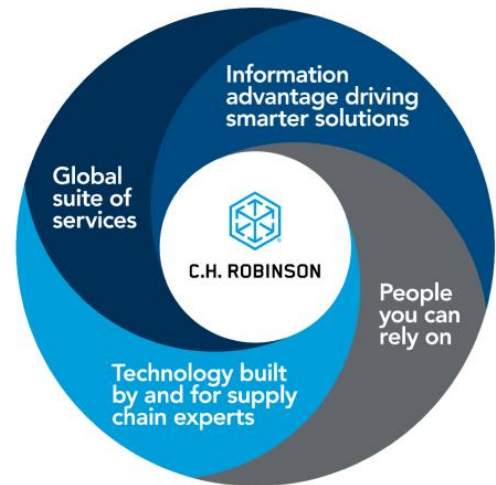 Information
advantage driving
smarter solutions
Global
suite of
services
C.H. ROBINSON
People
you can
rely on
Technology built
by and for supply
chain experts